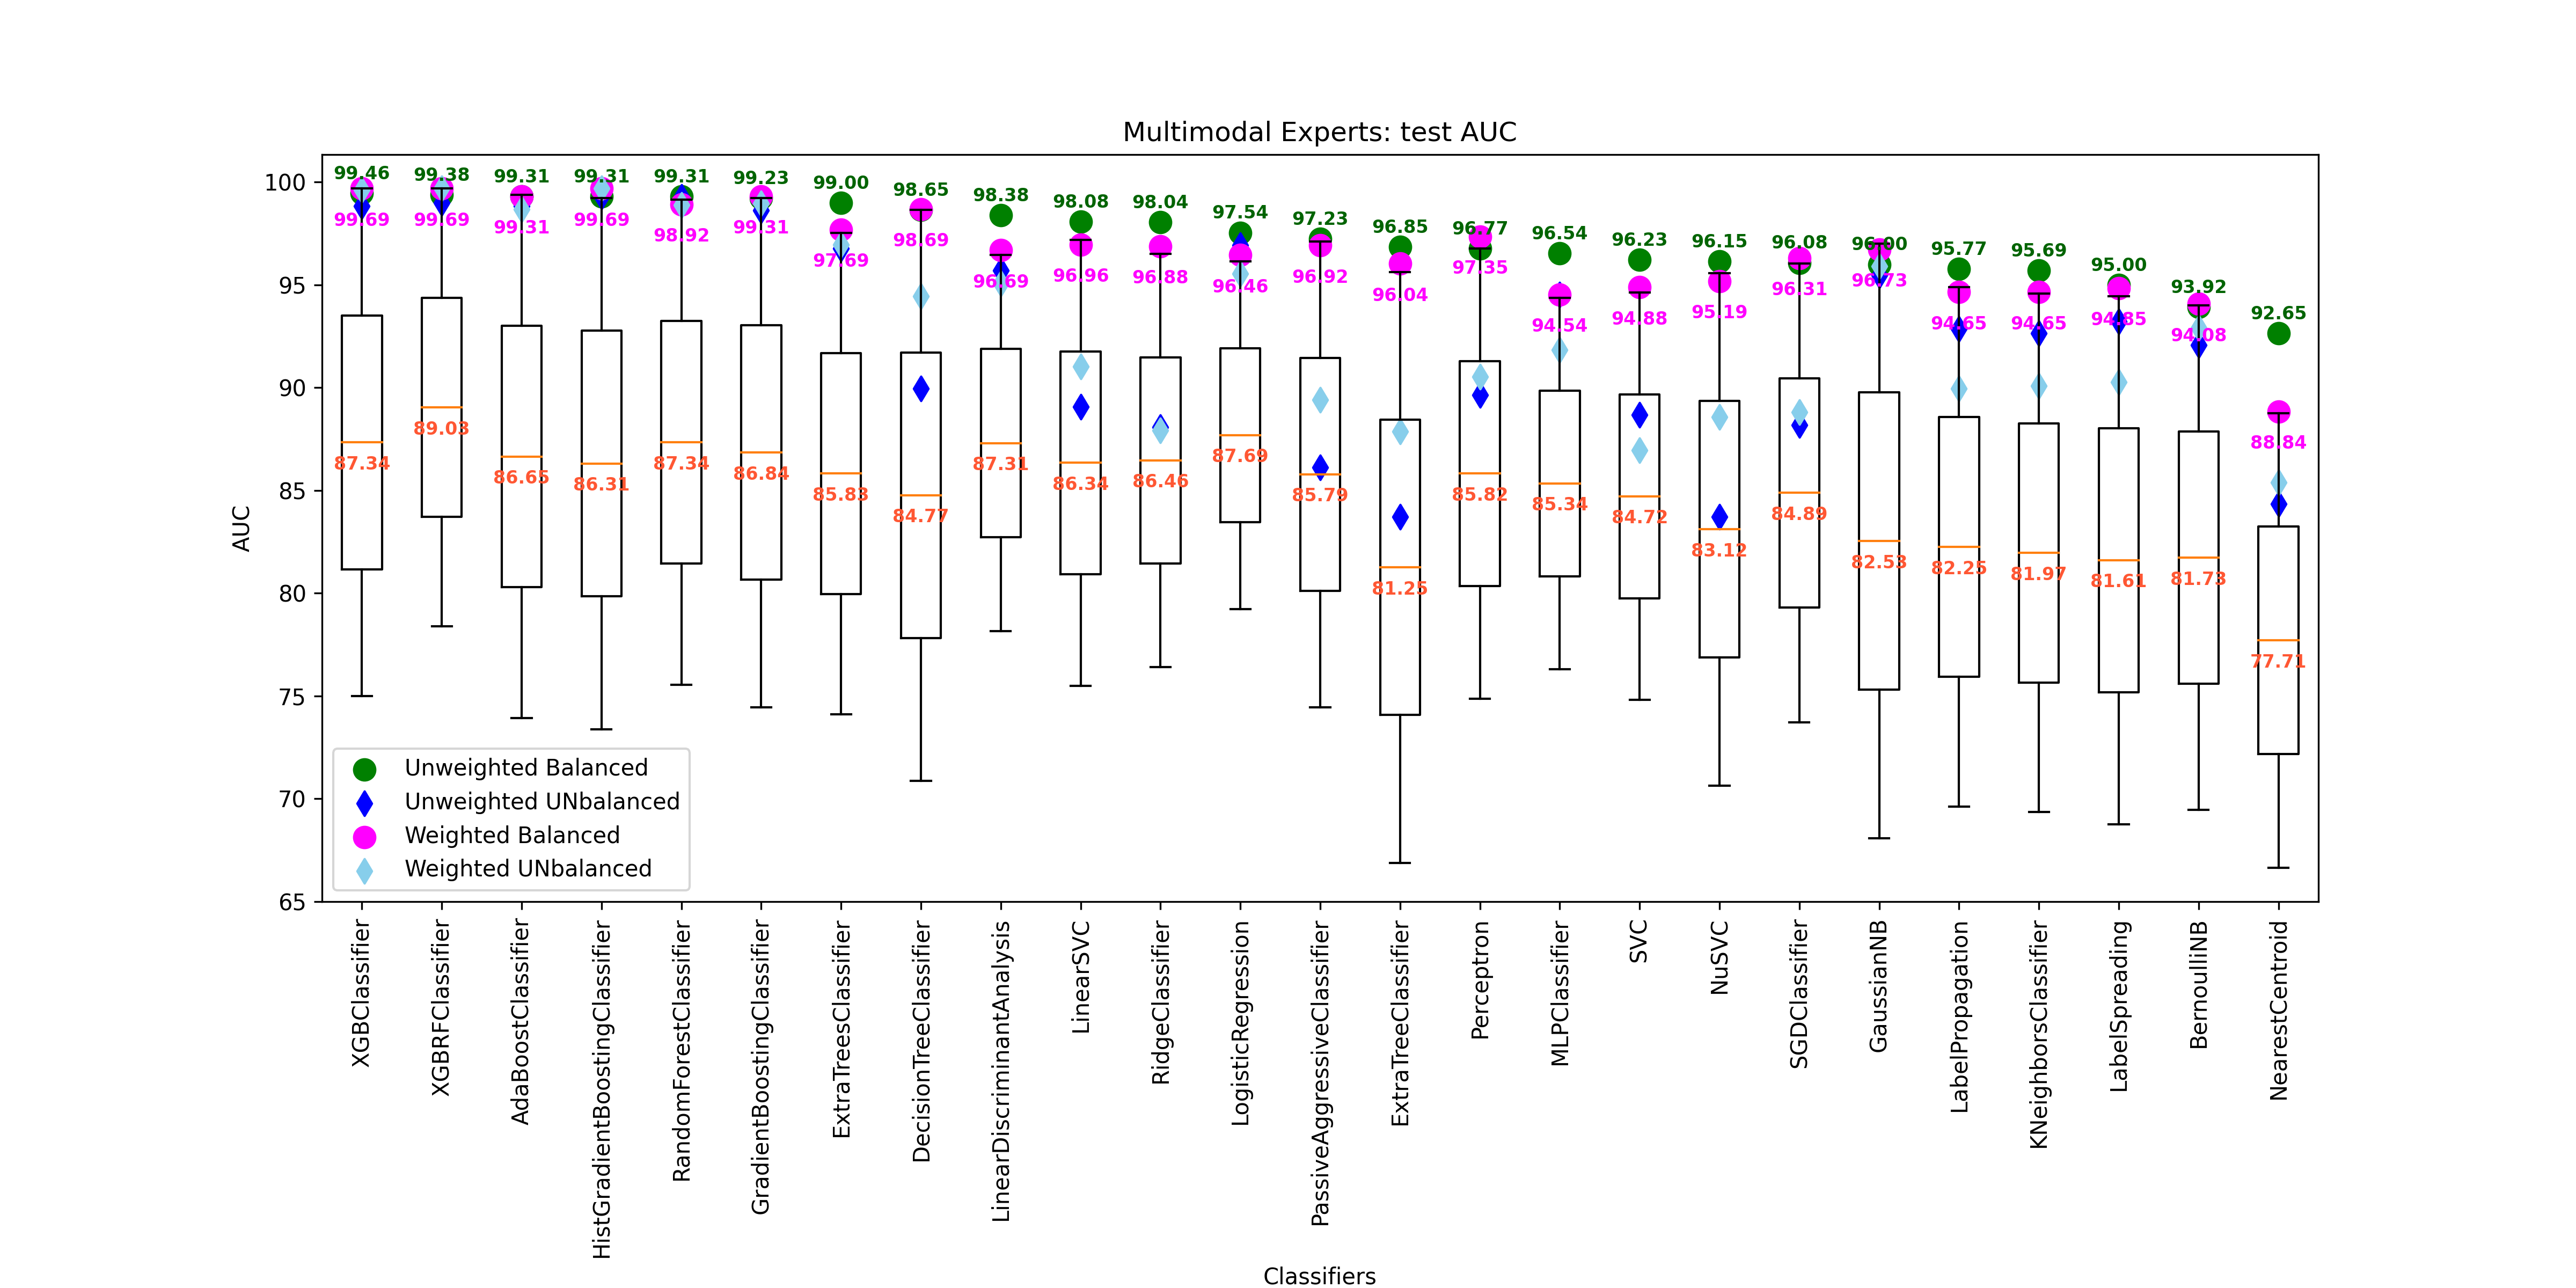 Multimodal Experts: test AUC
AUC
100
95
90
85
80
75
70
65
99.46 99.38 99.31 99.31 99.31 99.23 99.00 98.65 98.38 98.08 98.04 97.54 97.23 96.85 96.77 96.54 96.23 96.15 96.08 96.00 95.77 95.69 95.00 93.92 92.65
99.69 99.69 99.31 99.69 98.92 99.31 97.69 98.69 96.69 96.96 96.88 96.46 96.92 96.04 97.35 94.54 94.88 95.19 96.31 96.73 94.65 94.65 94.85 94.08 88.84
87.34 89.03 86.65 86.31 87.34 86.84 85.83 84.77 87.31 86.34 86.46 87.69 85.79 81.25 85.82 85.34 84.72 83.12 84.89 82.53 82.25 81.97 81.61 81.73 77.71
Unweighted Balanced
Unweighted UNbalanced
Weighted Balanced
Weighted UNbalanced
XGBClassifier
XGBRFClassifier
AdaBoostClassifier
HistGradientBoostingClassifier
RandomForestClassifier
GradientBoostingClassifier
ExtraTreesClassifier
DecisionTreeClassifier
LinearDiscriminantAnalysis
LinearSVC
RidgeClassifier
LogisticRegression
PassiveAggressiveClassifier
ExtraTreeClassifier
Perceptron
MLPClassifier
SVC
NuSVC
SGDClassifier
GaussianNB
LabelPropagation
KNeighborsClassifier
LabelSpreading
BernoulliNB
NearestCentroid
Classifiers